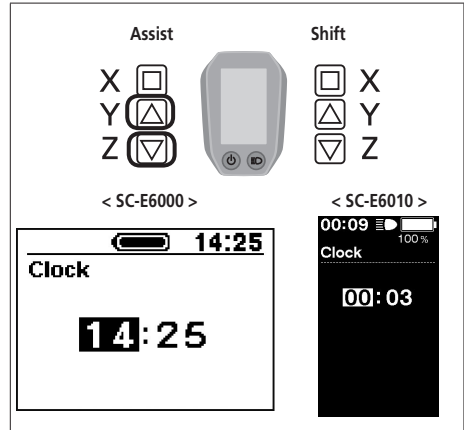 Assist Shift
X X
Y Y
Z Z
< SC-E6000 > < SC-E6010 >
14:25
Clock
14:25
00:09
100 %
Clock
00:03